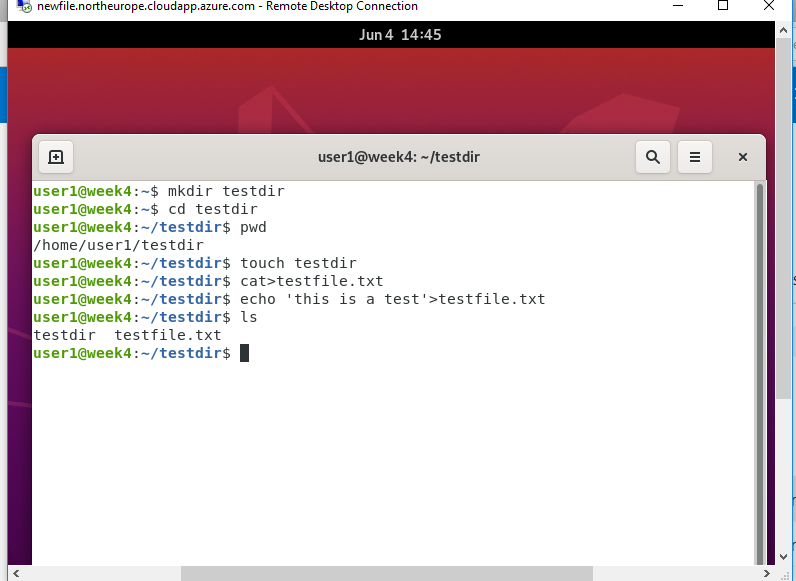 newfile.northeurope.cloudapp.azure.com - Remote Desktop Connection
Jun 4 14:45
user1@week4: ~/testdir
user1@week4:~$ mkdir testdir
user1@week4:~$ cd testdir
user1@week4:~/testdir$ pwd
/home/user1/testdir
user1@week4:~/testdir$ touch testdir
user1@week4:~/testdir$ cat>testfile.txt
user1@week4:~/testdir$ echo 'this is a test'>testfile.txt
user1@week4:~/testdir$ ls
testdir  testfile.txt
user1@week4:~/testdir$